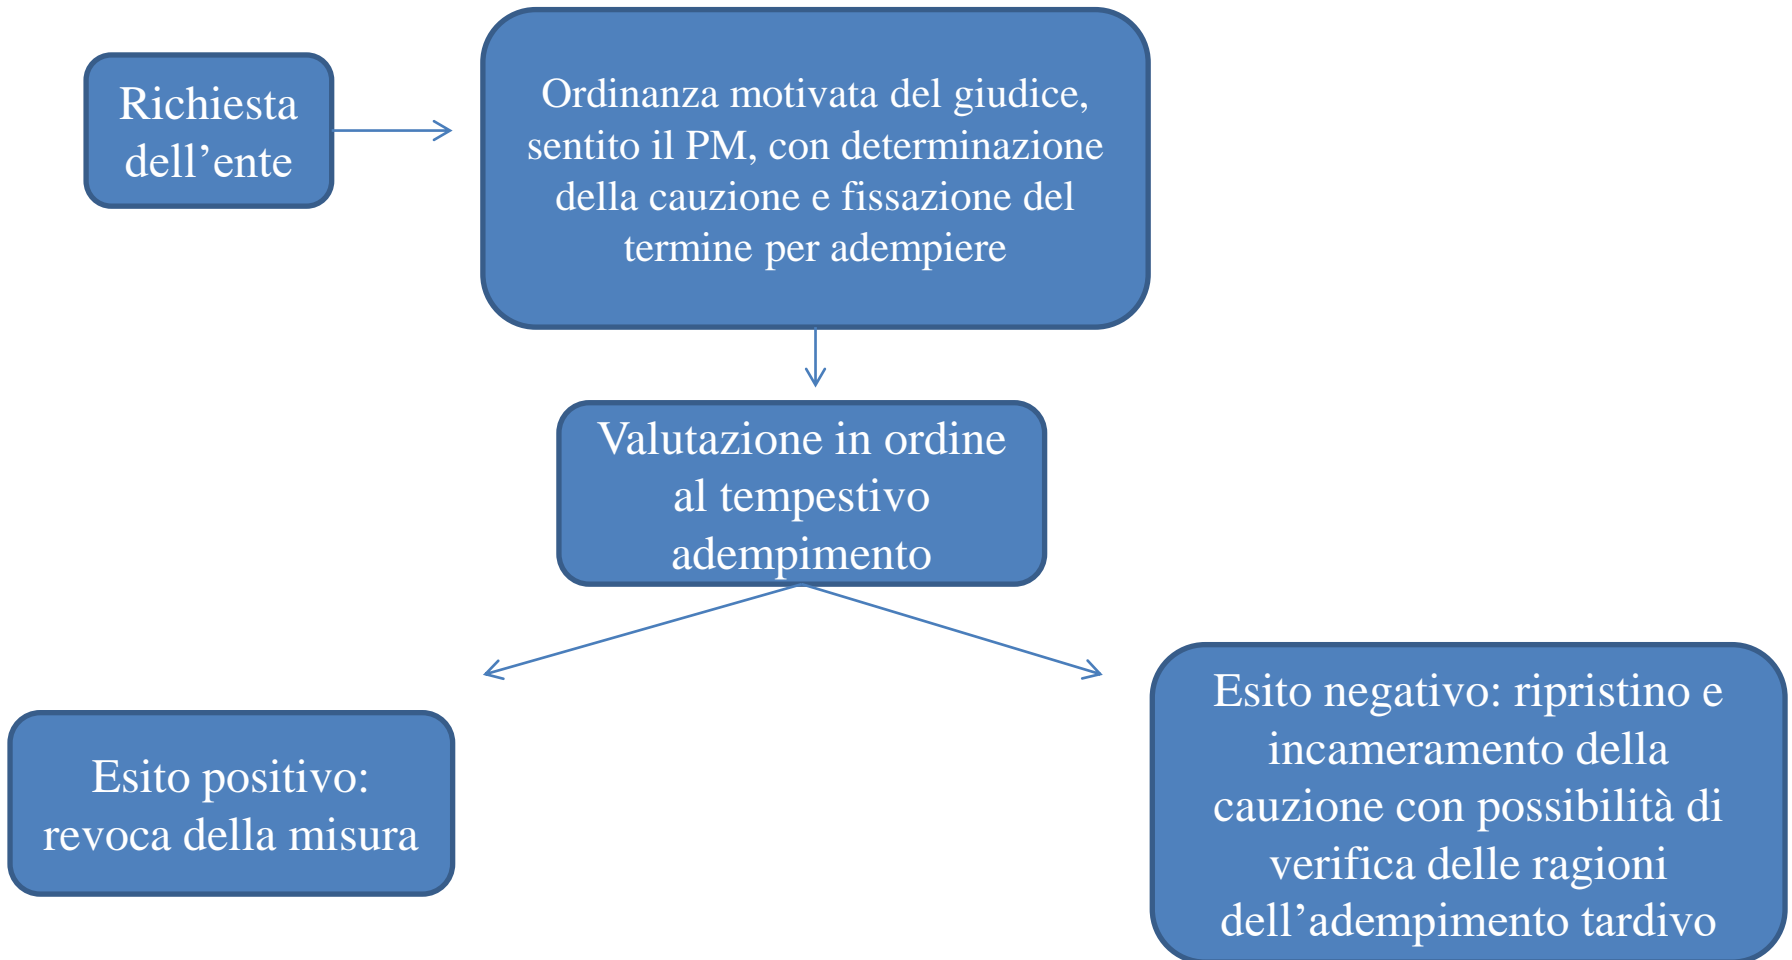 Richiesta
dell’ente
Ordinanza motivata del giudice,
sentito il PM, con determinazione
della cauzione e fissazione del
termine per adempiere
Valutazione in ordine
al tempestivo
adempimento
Esito positivo:
revoca della misura
Esito negativo: ripristino e
incameramento della
cauzione con possibilità di
verifica delle ragioni
dell’adempimento tardivo